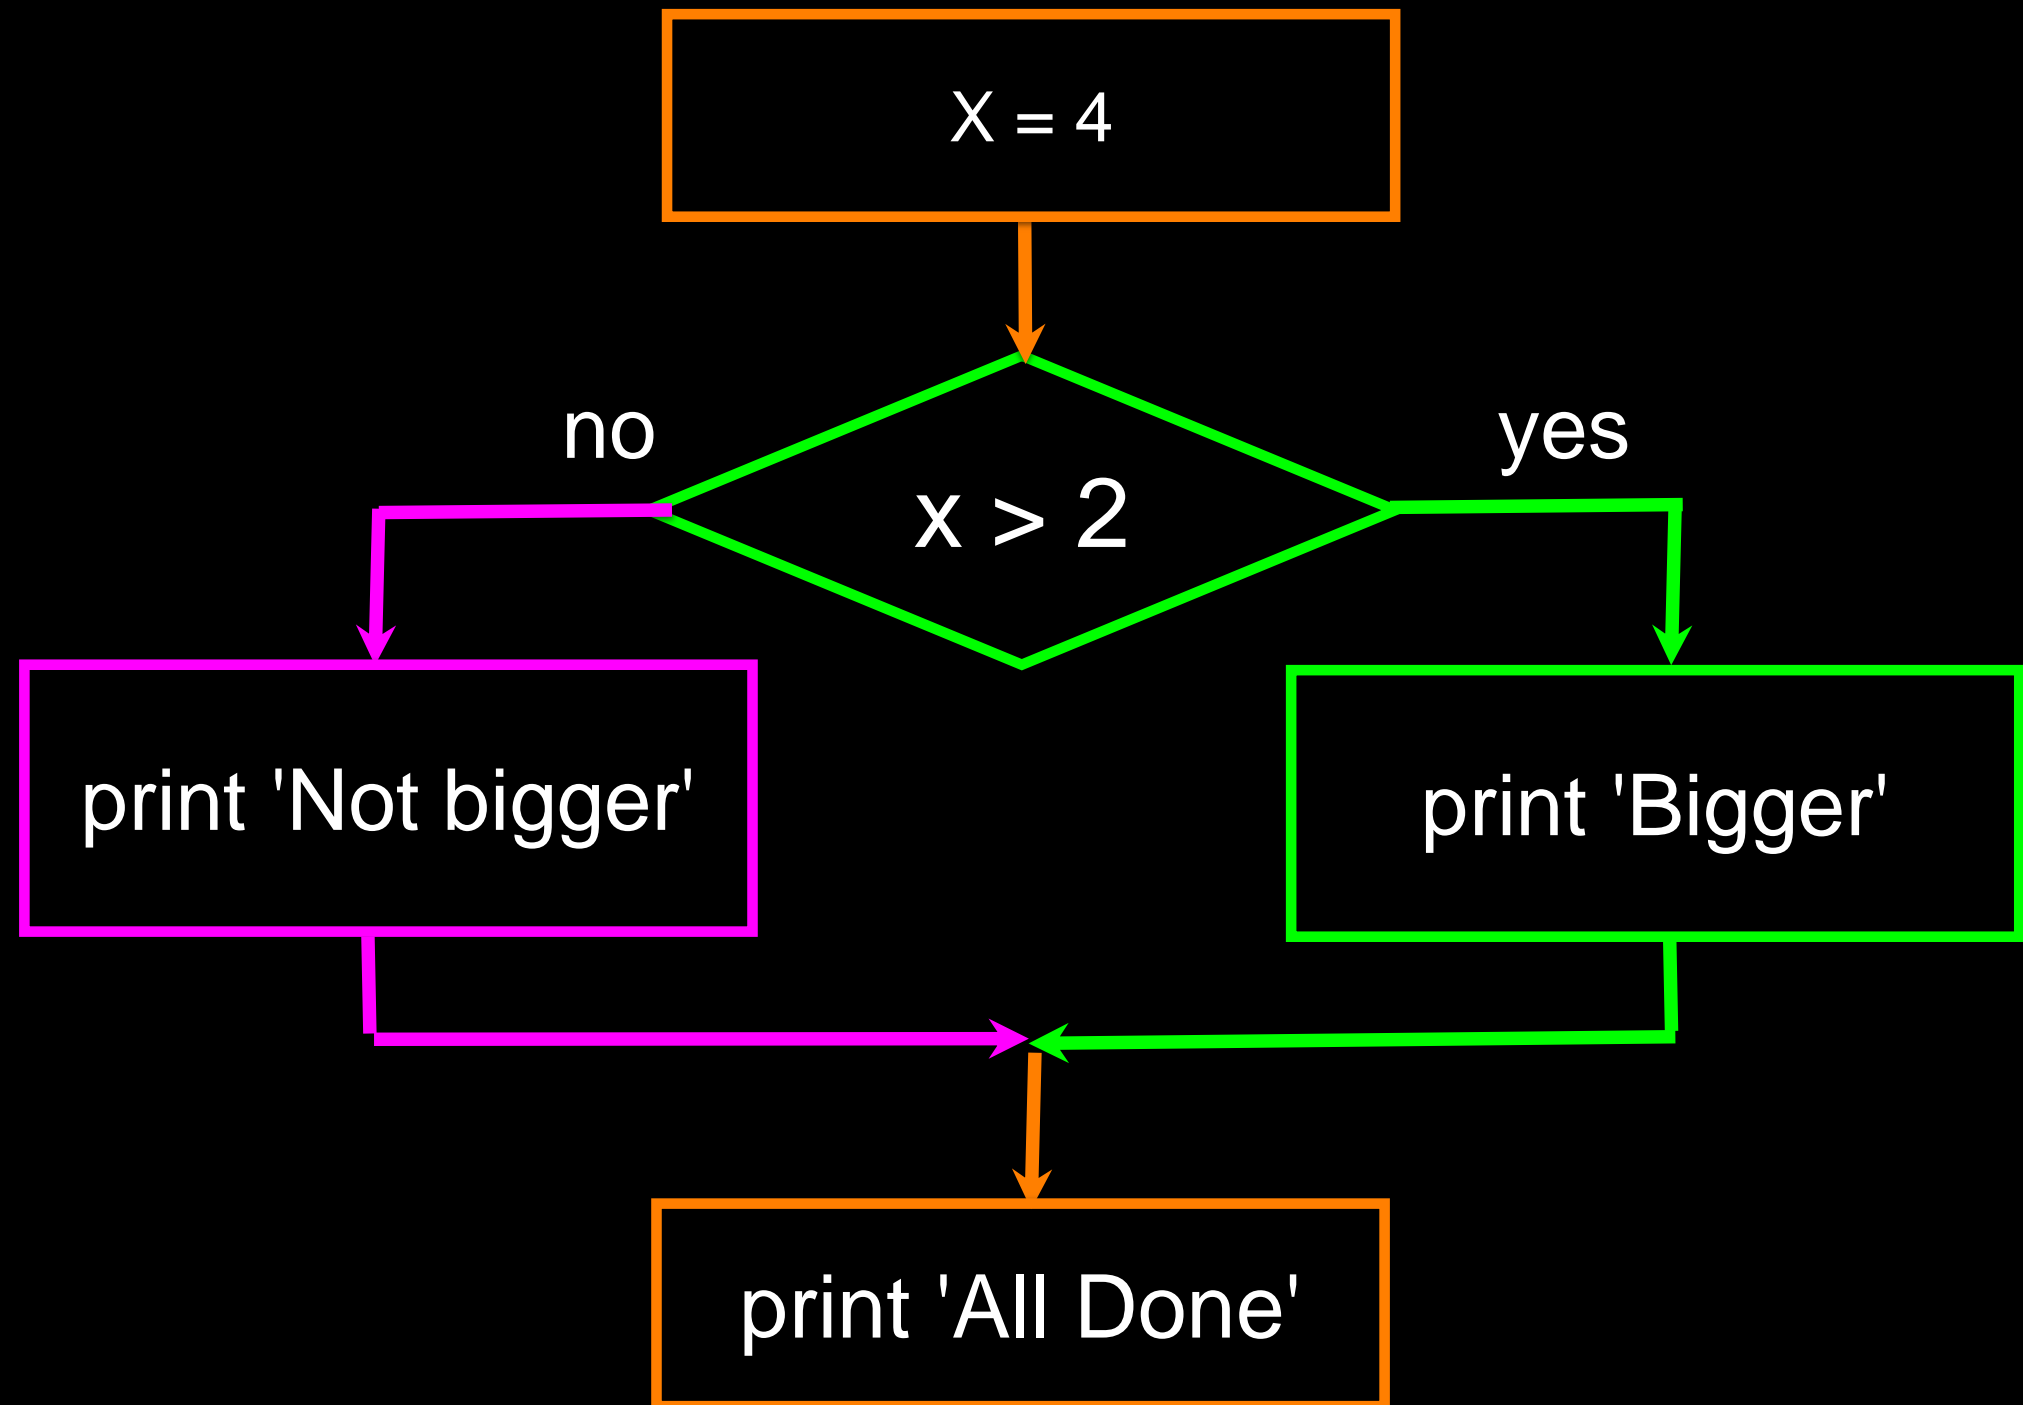 X = 4
no
yes
x > 2
print 'Not bigger'
print 'Bigger'
print 'All Done'